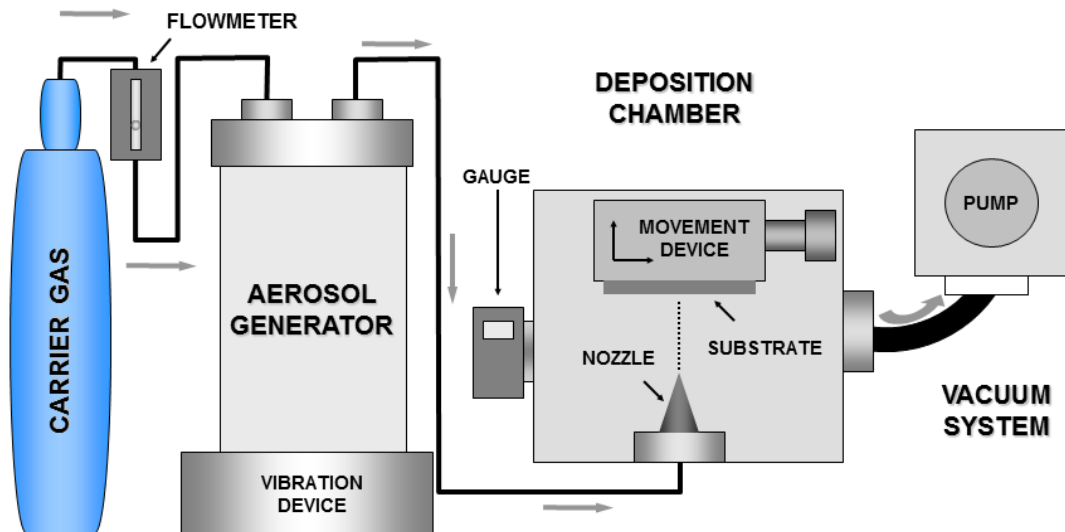 FLOWMETER
DEPOSITION
CHAMBER
GAUGE
MOVEMENT
DEVICE
PUMP
CARRIER GAS
AEROSOL
GENERATOR
SUBSTRATE
NOZZLE
VACUUM
SYSTEM
VIBRATION
DEVICE